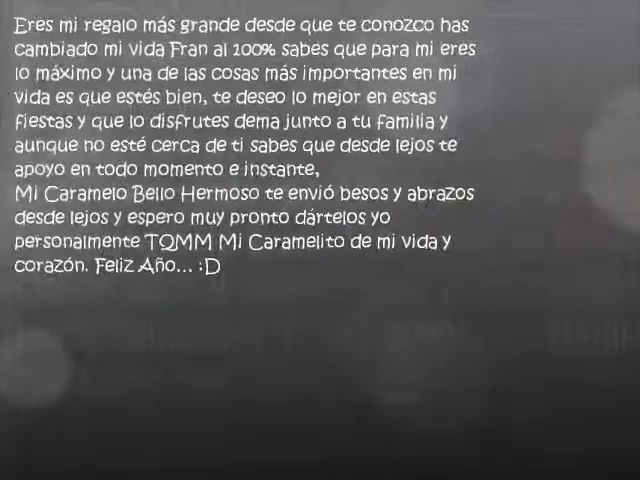 Eres mi regalo más grande desde que te conozco has
cambiado mi vida Fran al 100% sabes que para mi eres
lo máximo y una de las cosas más importantes en mi
vida es que estés bien, te deseo lo mejor en estas
fiestas y que lo disfrutes dema junto a tu familia y
aunque no esté cerca de ti sabes que desde lejos te
apoyo en todo momento e instante,
Mi Caramelo Bello Hermoso te envió besos y abrazos
desde lejos y espero muy pronto dártelos yo
personalmente TQMM Mi Caramelito de mi vida y
corazón. Feliz Año... :D